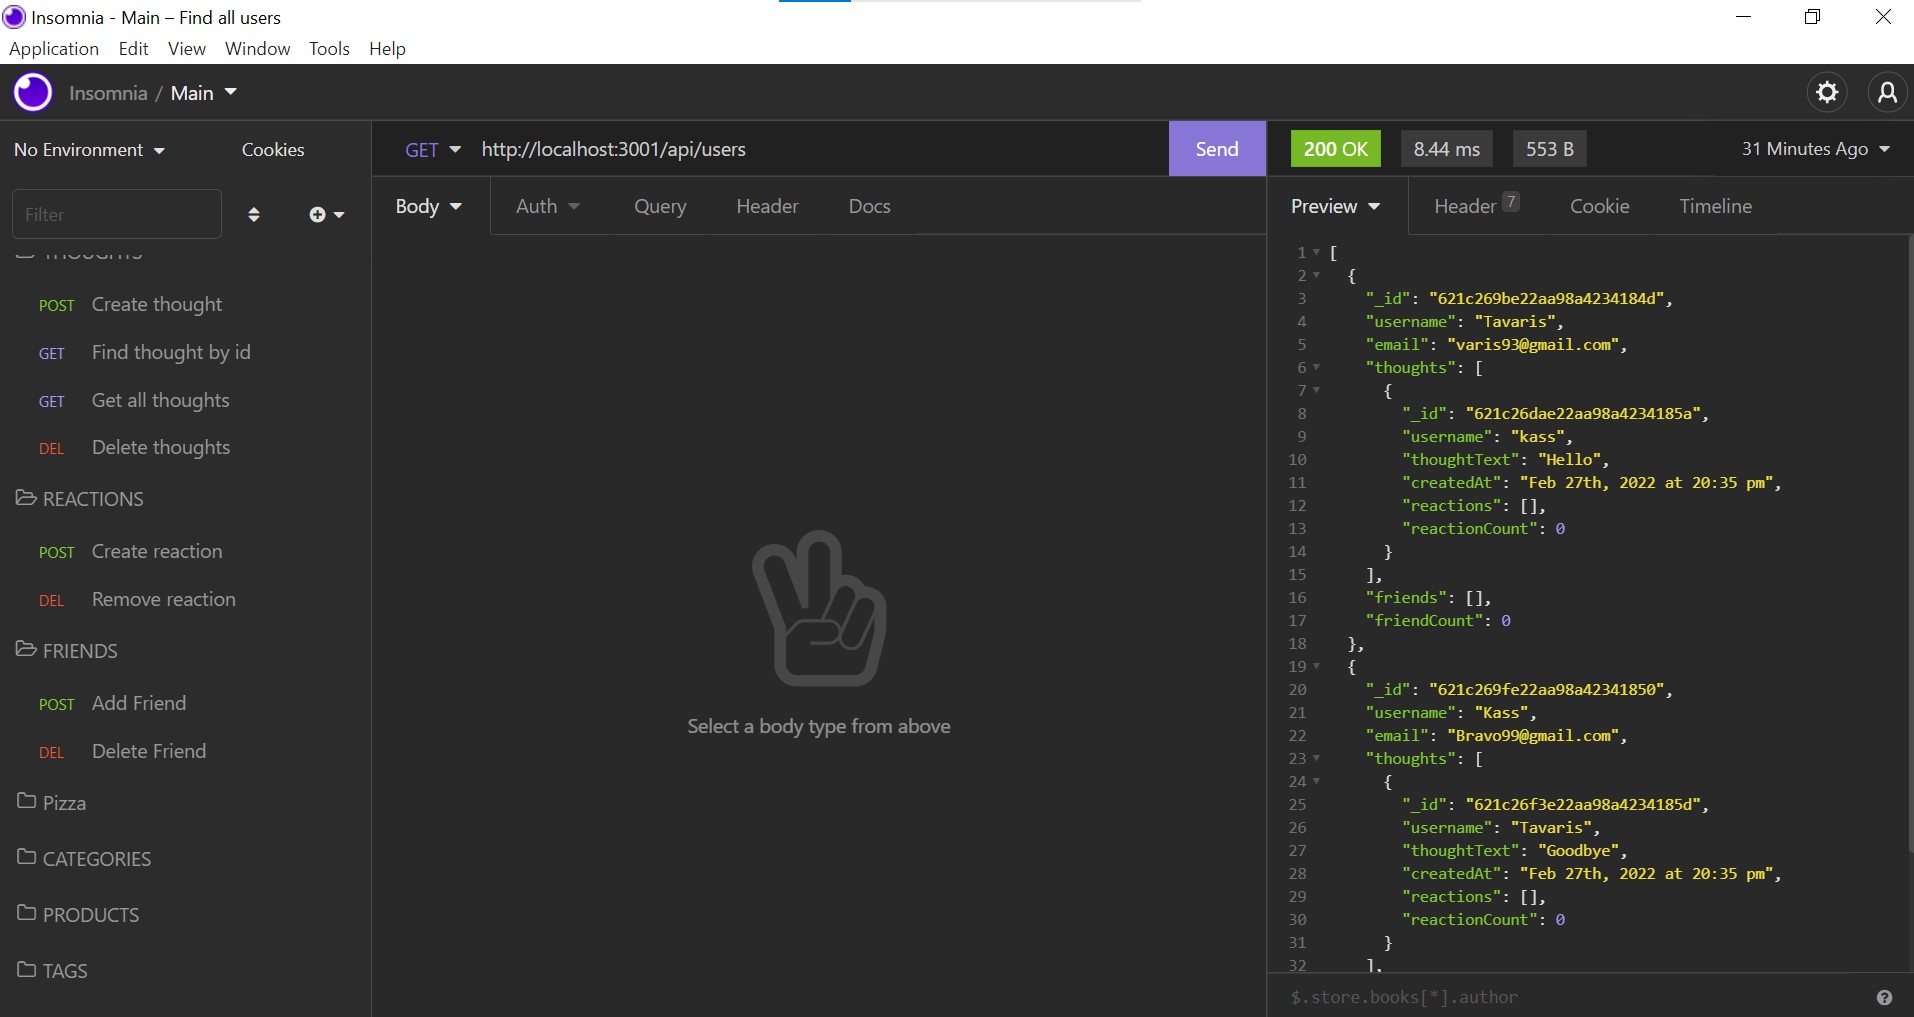 Insomnia - Main – Find all users
Application Edit View Window Tools Help
Insomnia / Main
No Environment Cookies
GET http://localhost:3001/api/users Send
200 OK 8.44 ms 553 B 31 Minutes Ago
Filter
Body Auth Query Header Docs
Preview Header 7 Cookie Timeline
THOUGHTS
POST Create thought
GET Find thought by id
GET Get all thoughts
DEL Delete thoughts
REACTIONS
POST Create reaction
DEL Remove reaction
FRIENDS
POST Add Friend
DEL Delete Friend
Pizza
CATEGORIES
PRODUCTS
TAGS
Select a body type from above
1 [
2 {
3 "_id": "621c269be22aa98a4234184d",
4 "username": "Tavaris",
5 "email": "varis93@gmail.com",
6 "thoughts": [
7 {
8 "_id": "621c26dae22aa98a4234185a",
9 "username": "kass",
10 "thoughtText": "Hello",
11 "createdAt": "Feb 27th, 2022 at 20:35 pm",
12 "reactions": [],
13 "reactionCount": 0
14 }
15 ],
16 "friends": [],
17 "friendCount": 0
18 },
19 {
20 "_id": "621c269fe22aa98a42341850",
21 "username": "Kass",
22 "email": "Bravo99@gmail.com",
23 "thoughts": [
24 {
25 "_id": "621c26f3e22aa98a4234185d",
26 "username": "Tavaris",
27 "thoughtText": "Goodbye",
28 "createdAt": "Feb 27th, 2022 at 20:35 pm",
29 "reactions": [],
30 "reactionCount": 0
31 }
32 ],
$.store.books[*].author